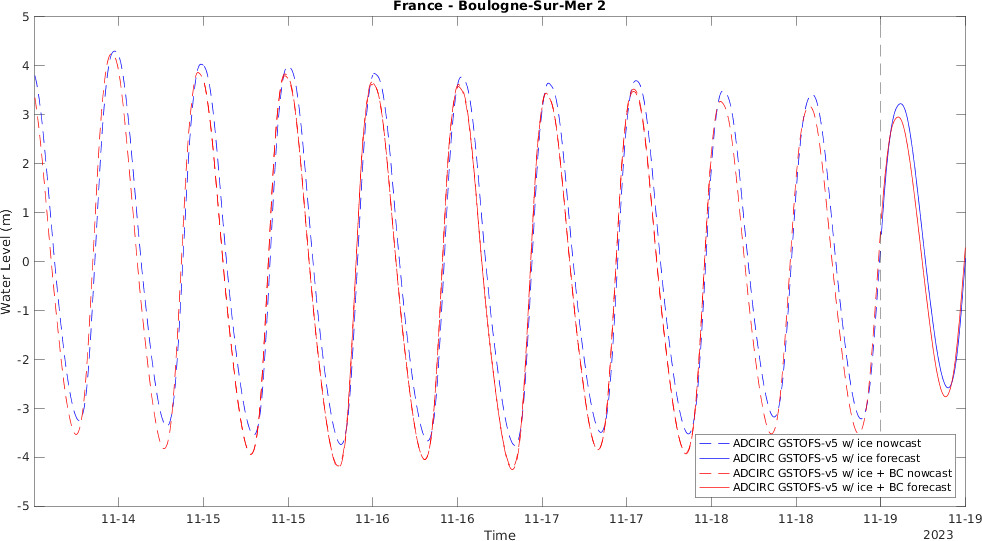 France - Boulogne-Sur-Mer 2
5
4
3
2
1
0
-1
-2
-3
-4
-5
Water Level (m)
ADCIRC GSTOFS-v5 w/ ice nowcast
ADCIRC GSTOFS-v5 w/ ice forecast
ADCIRC GSTOFS-v5 w/ ice + BC nowcast
ADCIRC GSTOFS-v5 w/ ice + BC forecast
11-14 11-15 11-15 11-16 11-16 11-17 11-17 11-18 11-18 11-19 11-19
Time 2023